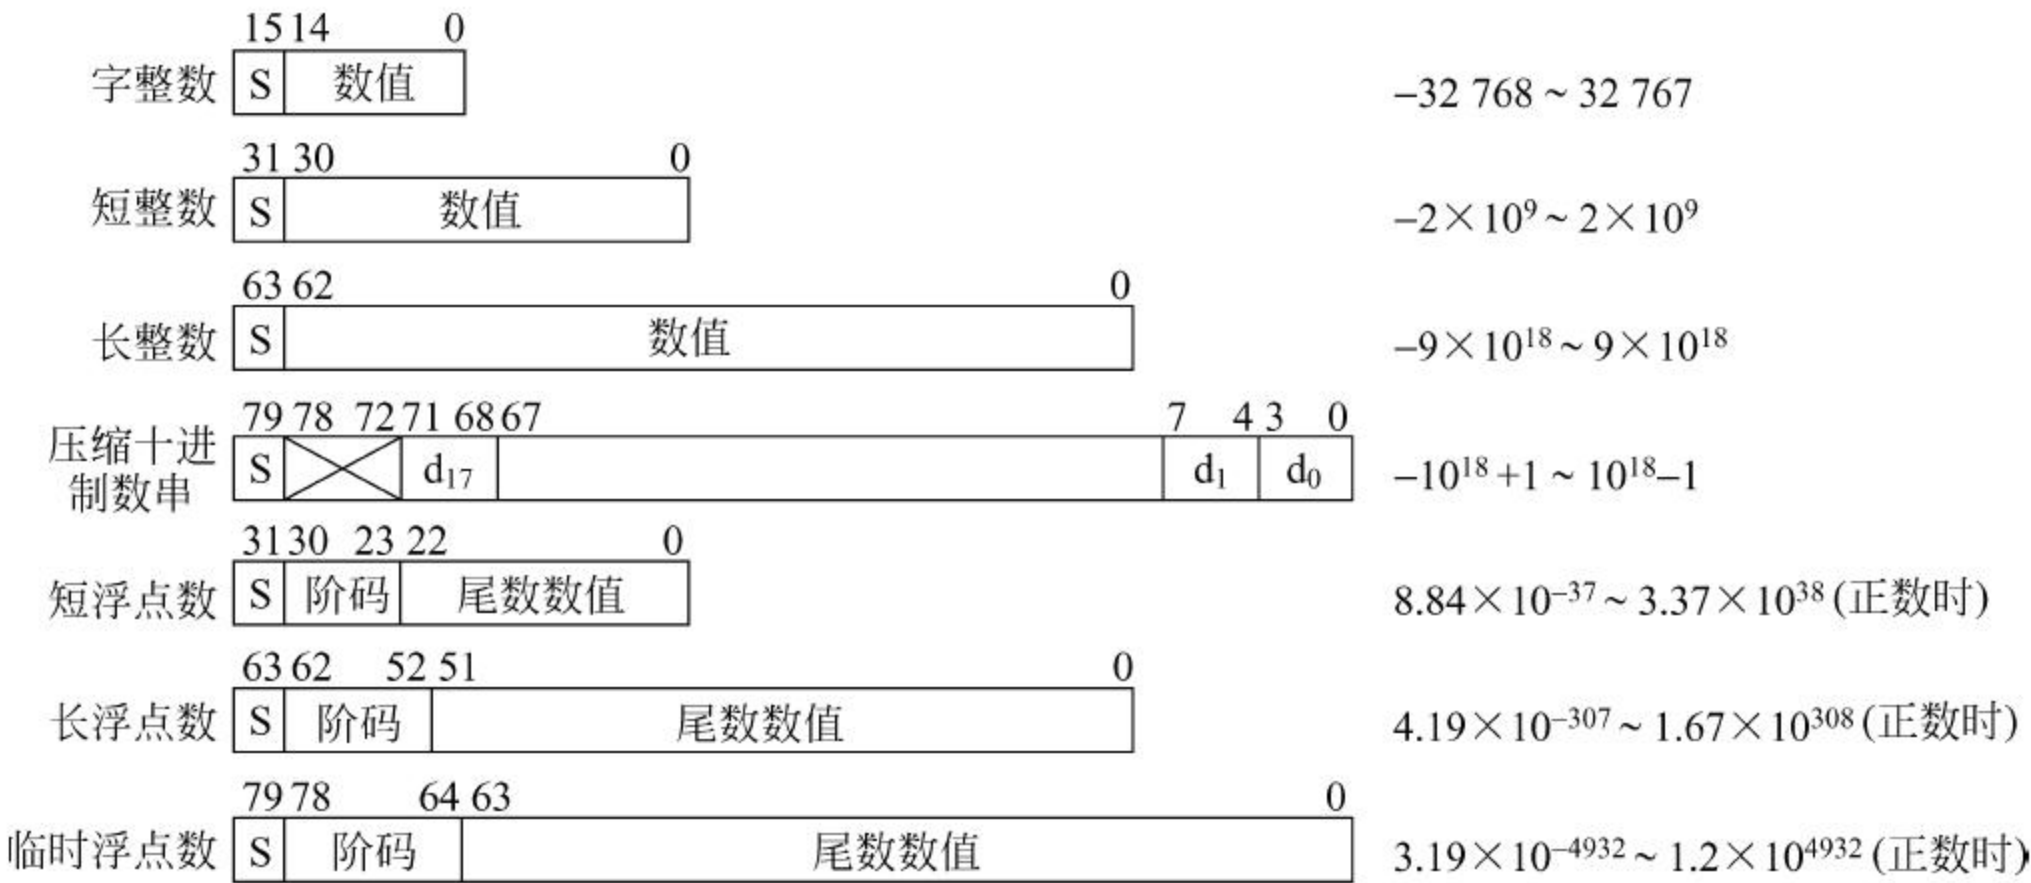 15 14 0
字整数 S 数值 –32 768 ~ 32 767
31 30 0
短整数 S 数值 –2×10⁹ ~ 2×10⁹
63 62 0
长整数 S 数值 –9×10¹⁸ ~ 9×10¹⁸
79 78 72 71 68 67 7 4 3 0
压缩十进
制数串 S d₁₇ d₁ d₀ –10¹⁸+1 ~ 10¹⁸–1
31 30 23 22 0
短浮点数 S 阶码 尾数数值 8.84×10⁻³⁷ ~ 3.37×10³⁸ (正数时)
63 62 52 51 0
长浮点数 S 阶码 尾数数值 4.19×10⁻³⁰⁷ ~ 1.67×10³⁰⁸ (正数时)
79 78 64 63 0
临时浮点数 S 阶码 尾数数值 3.19×10⁻⁴⁹³² ~ 1.2×10⁴⁹³² (正数时)